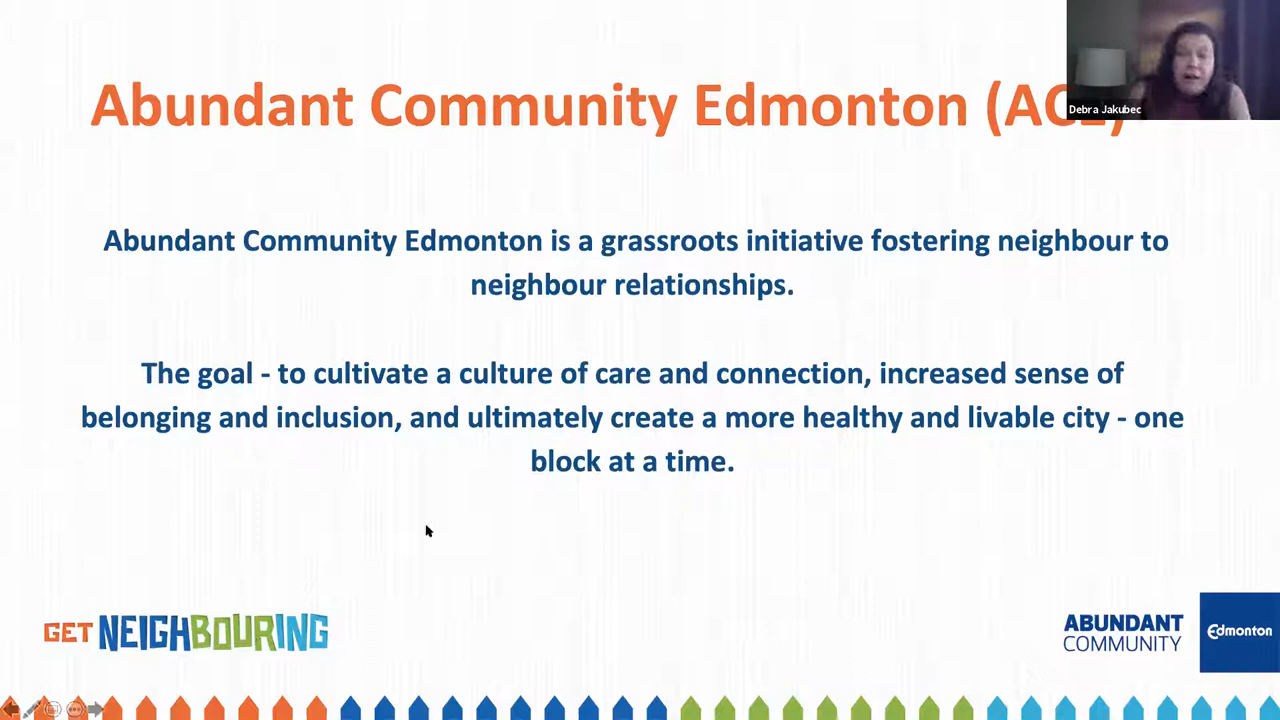 Abundant Community Edmonton (ACE)
Debra Jakubec
Abundant Community Edmonton is a grassroots initiative fostering neighbour to
neighbour relationships.
The goal - to cultivate a culture of care and connection, increased sense of
belonging and inclusion, and ultimately create a more healthy and livable city - one
block at a time.
GET NEIGHBOURING
ABUNDANT
COMMUNITY
Edmonton